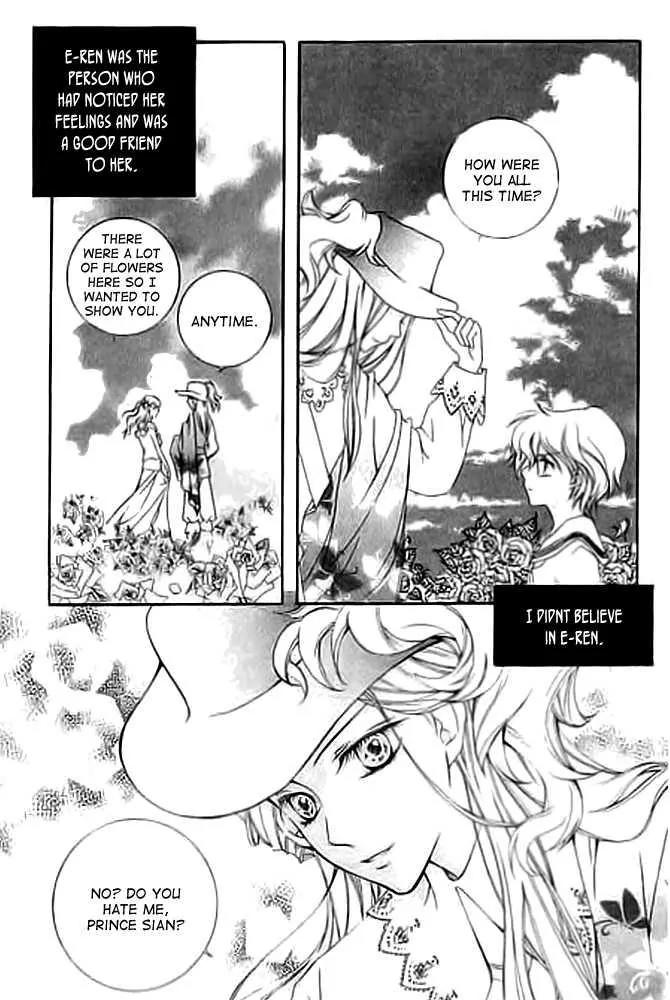 E-REN WAS THE
PERSON WHO
HAD NOTICED HER
FEELINGS AND WAS
A GOOD FRIEND
TO HER.
THERE
WERE A LOT
OF FLOWERS
HERE SO I
WANTED TO
SHOW YOU.
ANYTIME.
HOW WERE
YOU ALL
THIS TIME?
I DIDNT BELIEVE
IN E-REN.
NO? DO YOU
HATE ME,
PRINCE SIAN?